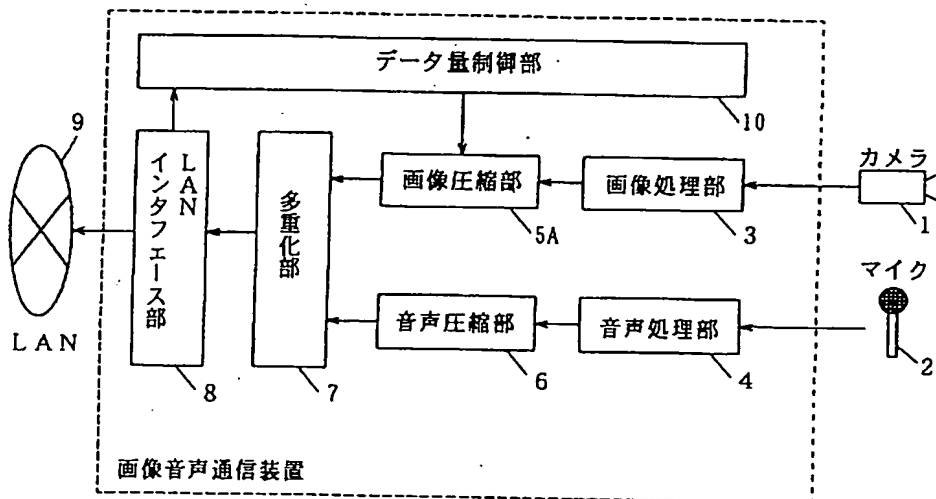 データ量制御部
10
9
LAN
インタフェース部
多重化部
画像圧縮部
画像処理部
カメラ
5A
3
1
マイク
音声圧縮部
音声処理部
LAN
8
7
6
4
2
画像音声通信装置